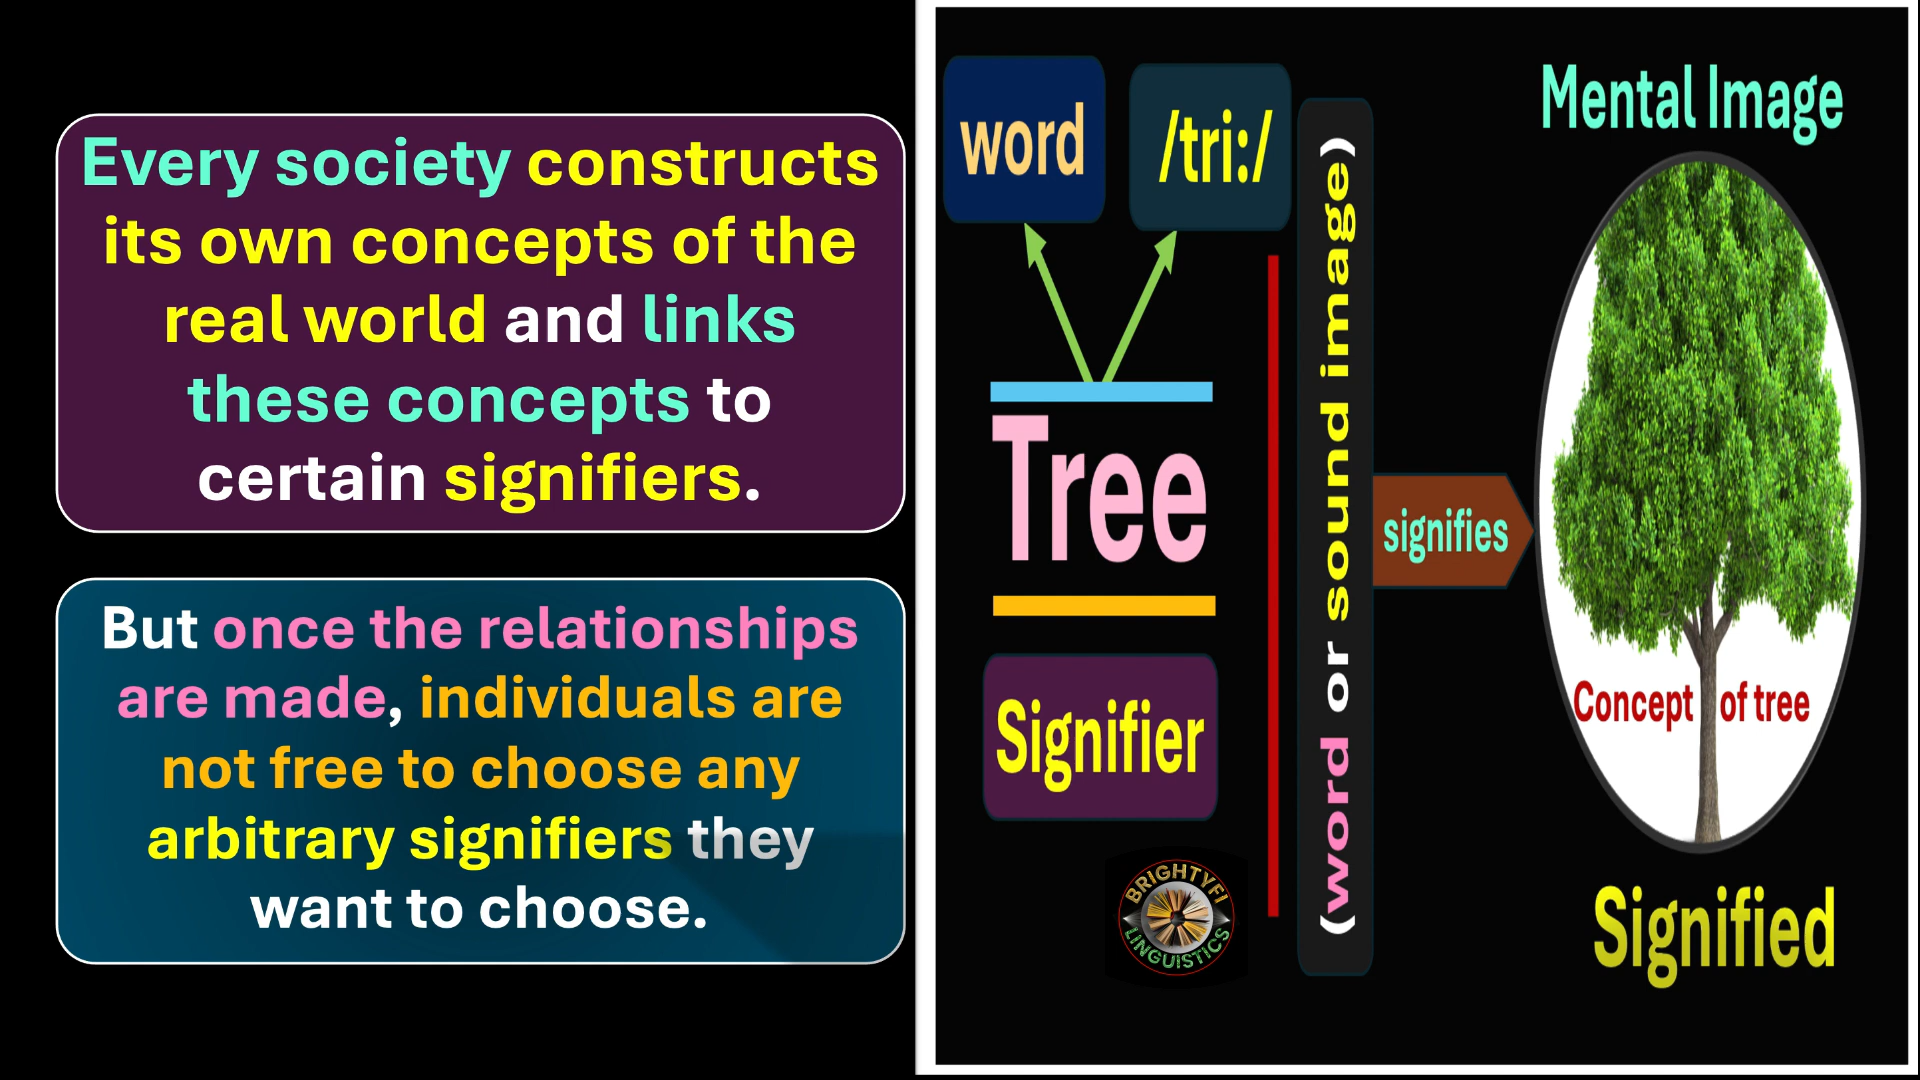 Every society constructs
its own concepts of the
real world and links
these concepts to
certain signifiers.
But once the relationships
are made, individuals are
not free to choose any
arbitrary signifiers they
want to choose.
word
/tri:/
Tree
Signifier
BRIGHTYFI
LINGUISTICS
(word or sound image)
signifies
Mental Image
Concept of tree
Signified